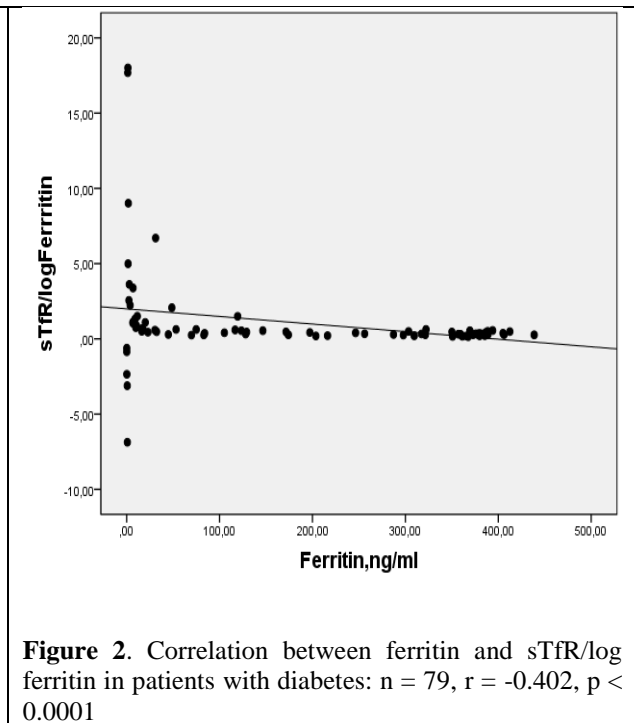 20,00
15,00
10,00
5,00
,00
-5,00
-10,00
sTfR/logFerrritin
,00 100,00 200,00 300,00 400,00 500,00
Ferritin,ng/ml
Figure 2. Correlation between ferritin and sTfR/log
ferritin in patients with diabetes: n = 79, r = -0.402, p <
0.0001